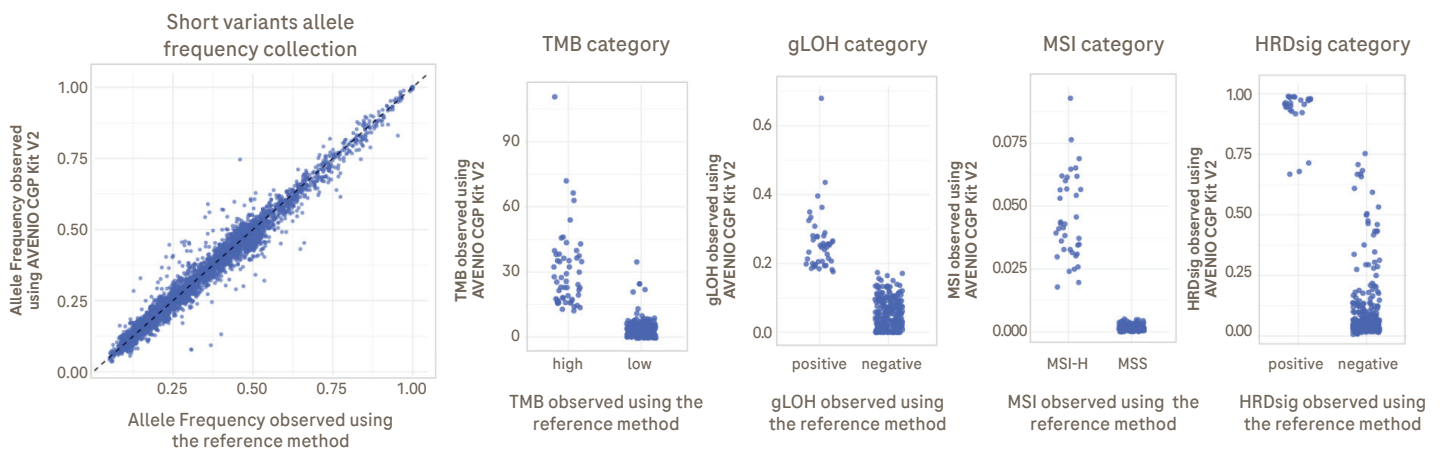 Short variants allele
frequency collection
Allele Frequency observed
using AVENIO CGP Kit V2
1.00
0.75
0.50
0.25
0.00
0.25
0.50
0.75
1.00
Allele Frequency observed using
the reference method
TMB category
TMB observed using
AVENIO CGP Kit V2
90
60
30
0
high
low
TMB observed using the
reference method
gLOH category
gLOH observed using
AVENIO CGP Kit V2
0.6
0.4
0.2
0.0
positive
negative
gLOH observed using
the reference method
MSI category
MSI observed using
AVENIO CGP Kit V2
0.075
0.050
0.025
0.000
MSI-H
MSS
MSI observed using the
reference method
HRDsig category
HRDsig observed using
AVENIO CGP Kit V2
1.00
0.75
0.50
0.25
0.00
positive
negative
HRDsig observed using
the reference method